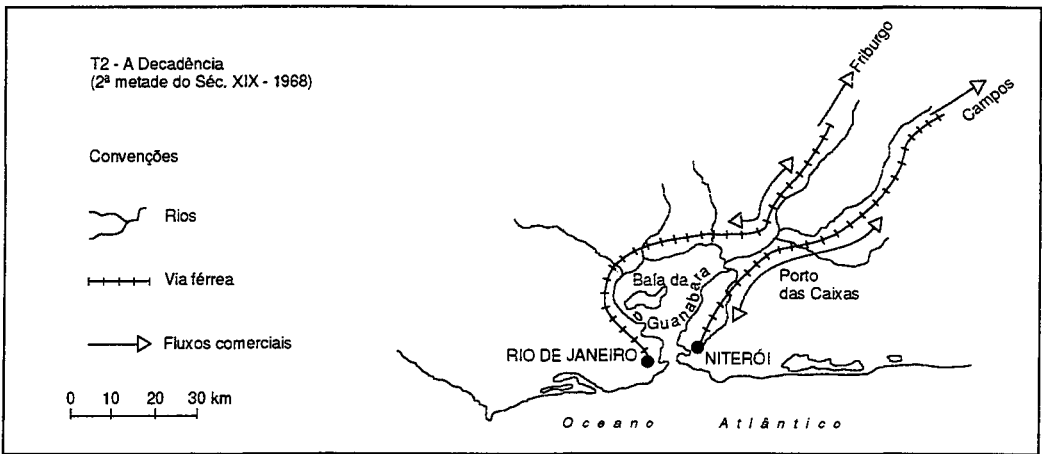 T2 - A Decadência
(2ª metade do Séc. XIX - 1968)
Convenções
Rios
Via férrea
Fluxos comerciais
0 10 20 30 km
Friburgo
Campos
Baía da
Guanabara
Porto
das Caixas
RIO DE JANEIRO
NITERÓI
Oceano Atlântico